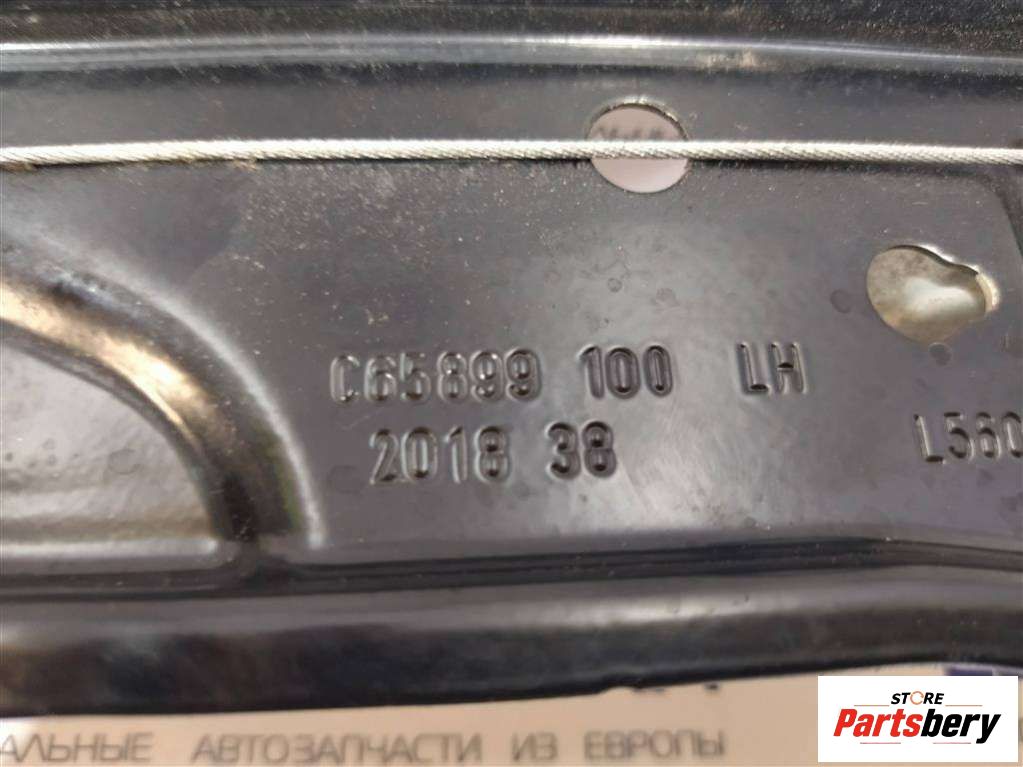 C65899 100 LH
2018 38
L560
STORE
Partsbery
АЛЬНЫЕ АВТОЗАПЧАСТИ ИЗ ЕВРОПЫ